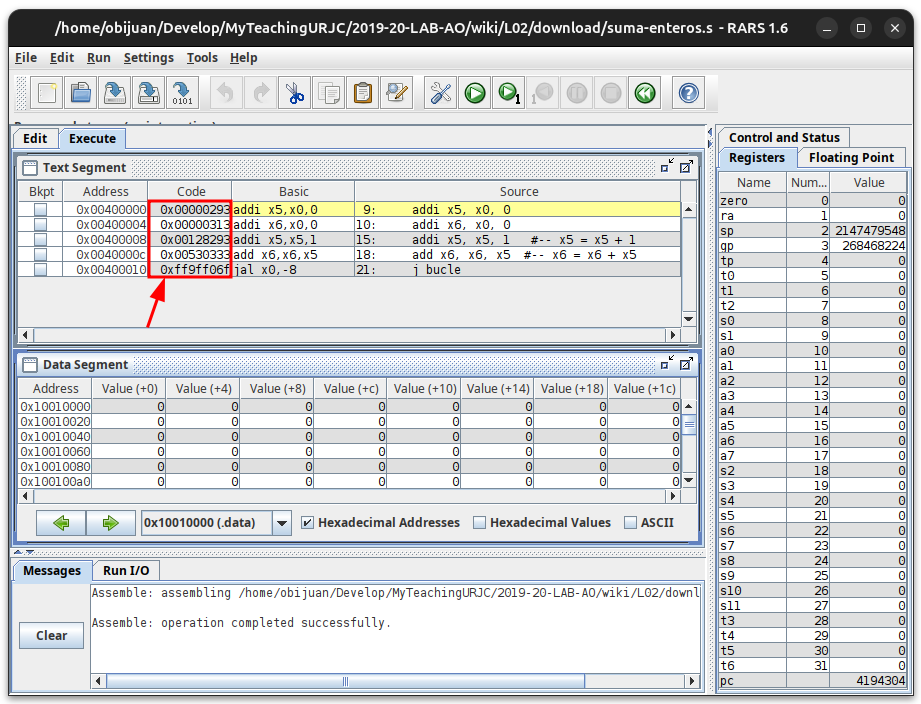 /home/obijuan/Develop/MyTeachingURJC/2019-20-LAB-AO/wiki/L02/download/suma-enteros.s - RARS 1.6
File Edit Run Settings Tools Help
Edit Execute
Text Segment
Bkpt Address Code Basic Source
0x00400000 0x00000293 addi x5,x0,0 9: addi x5, x0, 0
0x00400004 0x00000313 addi x6,x0,0 10: addi x6, x0, 0
0x00400008 0x00128293 addi x5,x5,1 15: addi x5, x5, 1 #-- x5 = x5 + 1
0x0040000c 0x00530333 add x6,x6,x5 18: add x6, x6, x5 #-- x6 = x6 + x5
0x00400010 0xff9ff06f jal x0,-8 21: j bucle
Data Segment
Address Value (+0) Value (+4) Value (+8) Value (+c) Value (+10) Value (+14) Value (+18) Value (+1c)
0x10010000 0 0 0 0 0 0 0 0
0x10010020 0 0 0 0 0 0 0 0
0x10010040 0 0 0 0 0 0 0 0
0x10010060 0 0 0 0 0 0 0 0
0x10010080 0 0 0 0 0 0 0 0
0x100100a0 0 0 0 0 0 0 0 0
0x10010000 (.data) Hexadecimal Addresses Hexadecimal Values ASCII
Messages Run I/O
Assemble: assembling /home/obijuan/Develop/MyTeachingURJC/2019-20-LAB-AO/wiki/L02/downl
Assemble: operation completed successfully.
Clear
Control and Status
Registers Floating Point
Name Num... Value
zero 0 0
ra 1 0
sp 2 2147479548
gp 3 268468224
tp 4 0
t0 5 0
t1 6 0
t2 7 0
s0 8 0
s1 9 0
a0 10 0
a1 11 0
a2 12 0
a3 13 0
a4 14 0
a5 15 0
a6 16 0
a7 17 0
s2 18 0
s3 19 0
s4 20 0
s5 21 0
s6 22 0
s7 23 0
s8 24 0
s9 25 0
s10 26 0
s11 27 0
t3 28 0
t4 29 0
t5 30 0
t6 31 0
pc 4194304